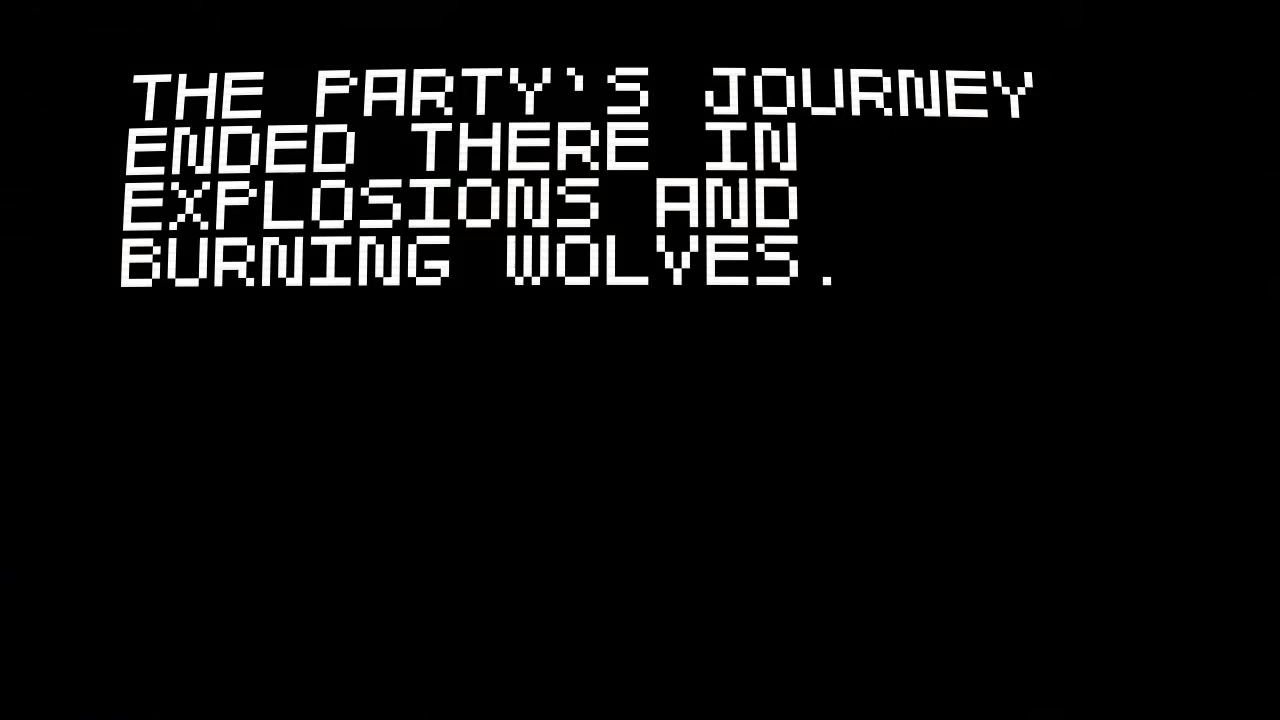 THE PARTY'S JOURNEY
ENDED THERE IN
EXPLOSIONS AND
BURNING WOLVES.